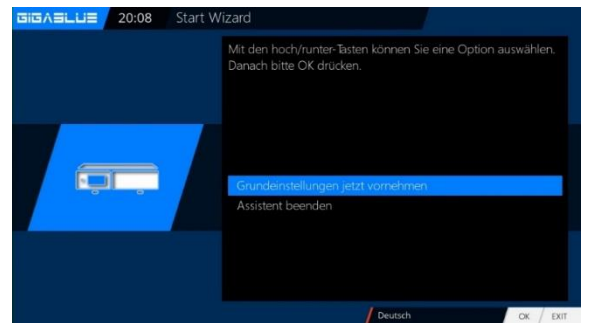 GIGABLUE 20:08 Start Wizard
Mit den hoch/runter-Tasten können Sie eine Option auswählen.
Danach bitte OK drücken.
Grundeinstellungen jetzt vornehmen
Assistent beenden
Deutsch OK EXIT